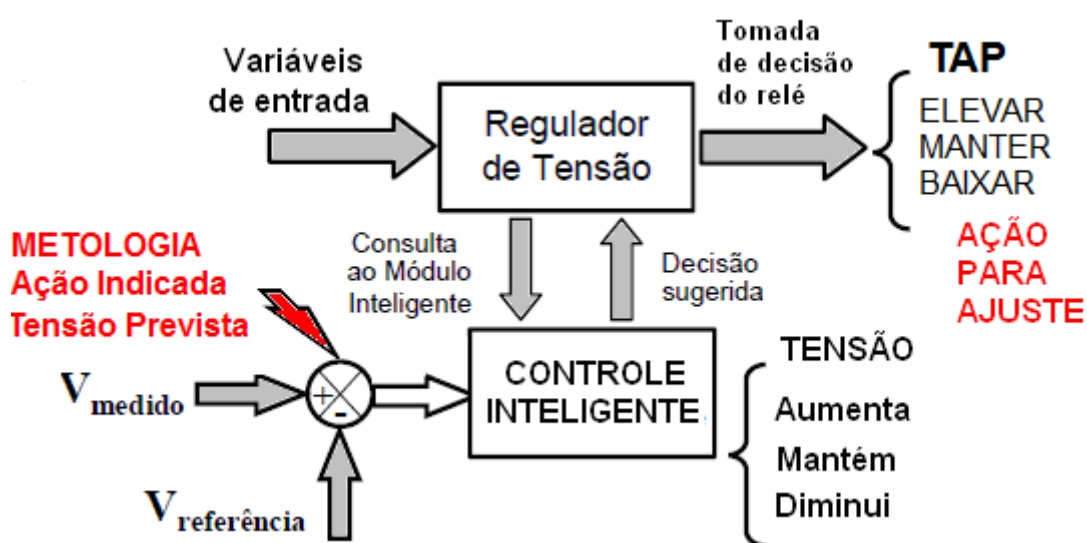 Variáveis
de entrada
Regulador
de Tensão
Tomada
de decisão
do relé
TAP
ELEVAR
MANTER
BAIXAR
AÇÃO
PARA
AJUSTE
METOLOGIA
Ação Indicada
Tensão Prevista
Consulta
ao Módulo
Inteligente
Decisão
sugerida
V medido
+
-
V referência
CONTROLE
INTELIGENTE
TENSÃO
Aumenta
Mantém
Diminui